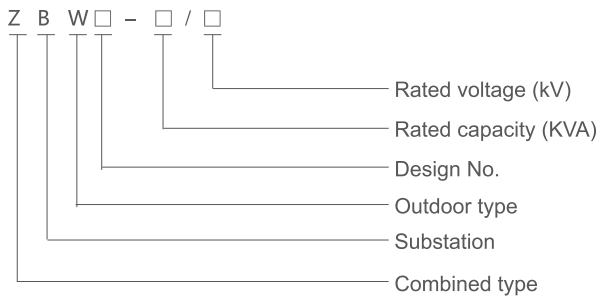 Z B W□ – □ / □
Rated voltage (kV)
Rated capacity (KVA)
Design No.
Outdoor type
Substation
Combined type